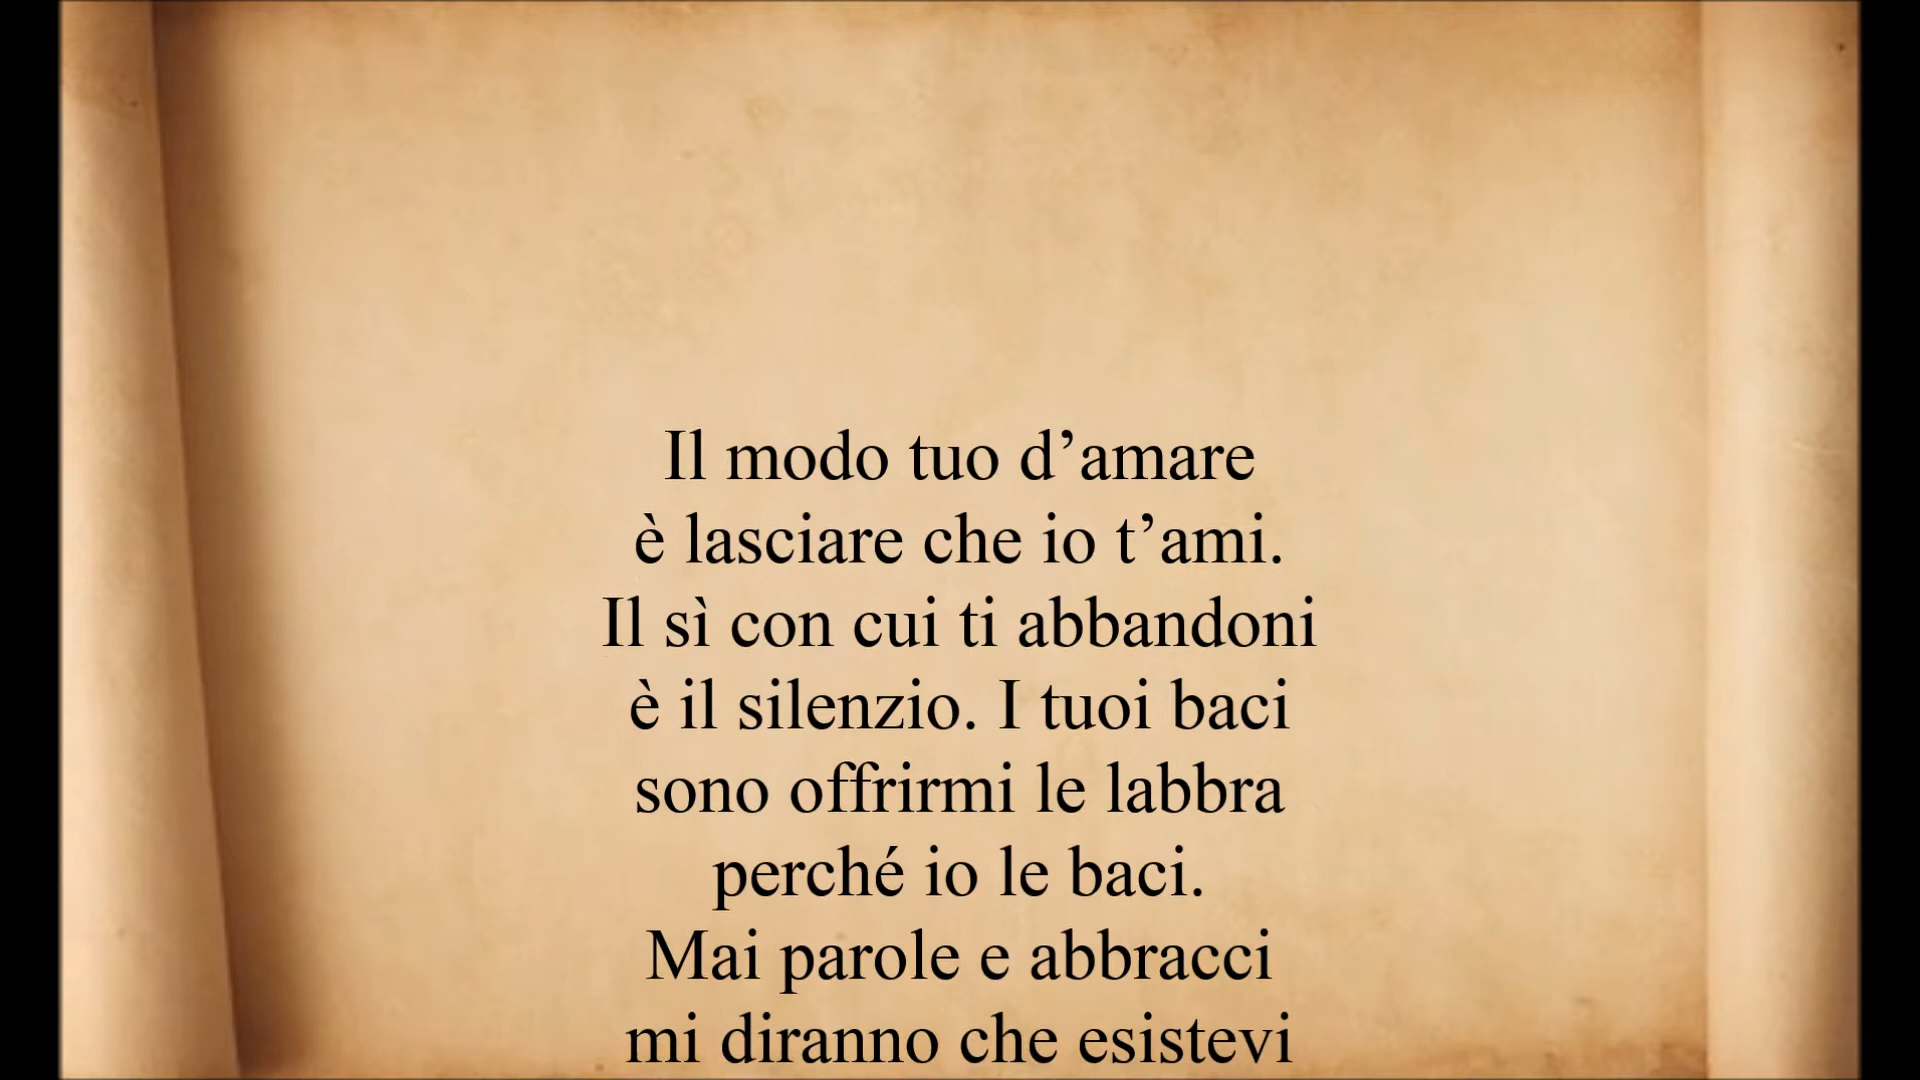 Il modo tuo d’amare
è lasciare che io t’ami.
Il sì con cui ti abbandoni
è il silenzio. I tuoi baci
sono offrirmi le labbra
perché io le baci.
Mai parole e abbracci
mi diranno che esistevi